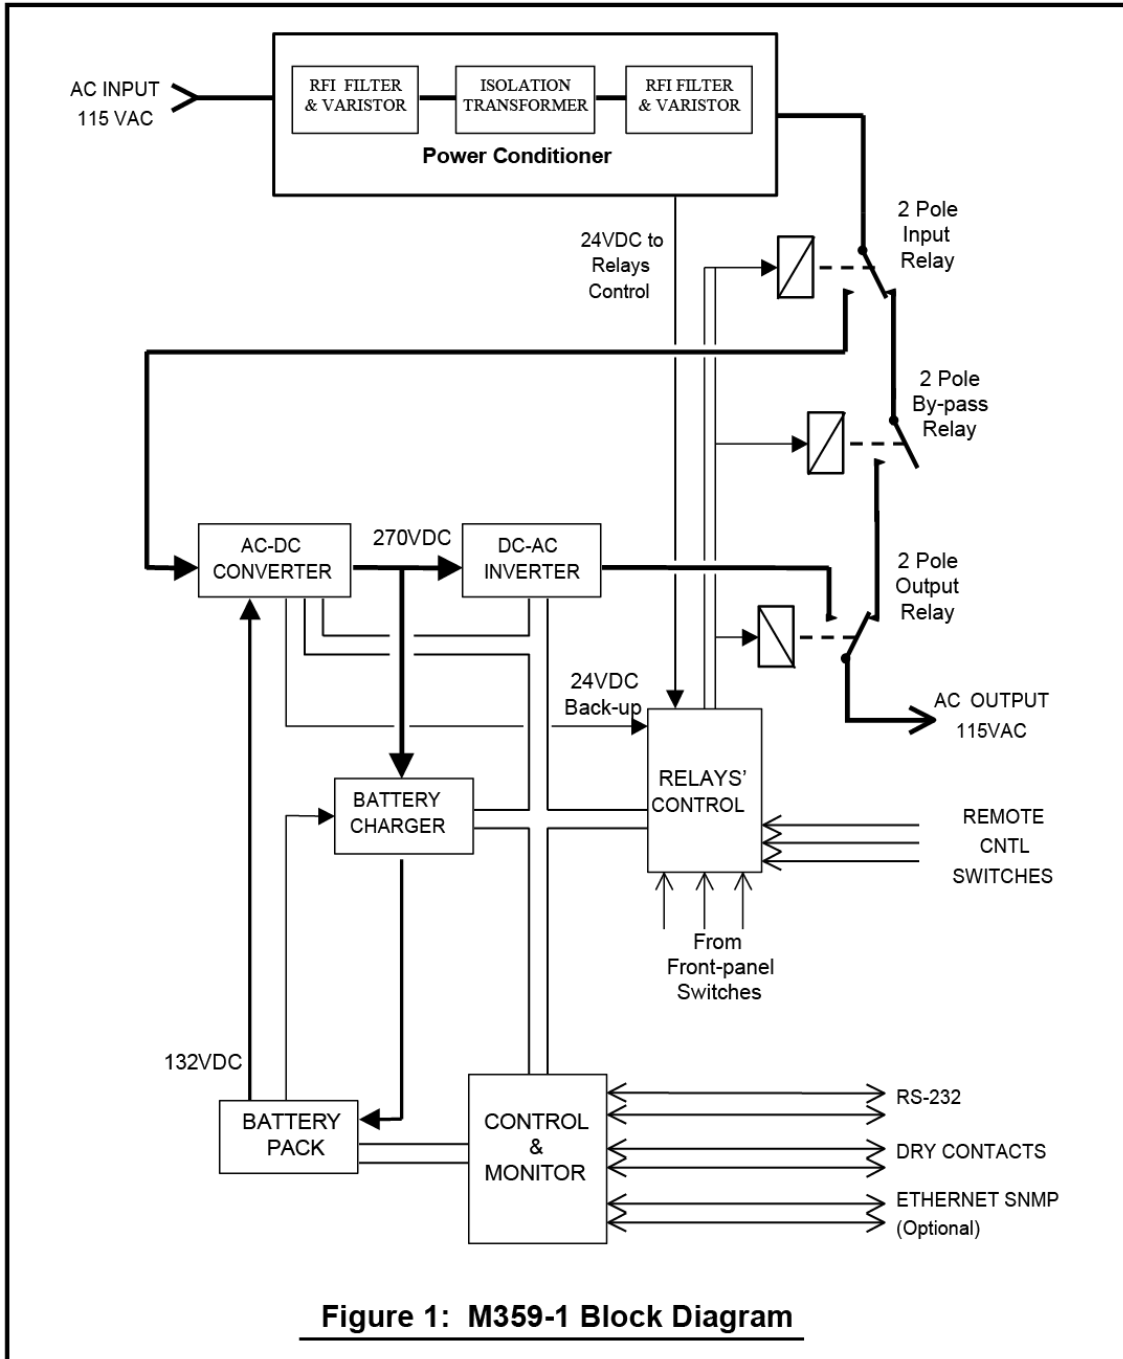 RFI FILTER
& VARISTOR
ISOLATION
TRANSFORMER
RFI FILTER
& VARISTOR
Power Conditioner
AC INPUT
115 VAC
2 Pole
Input
Relay
24VDC to
Relays
Control
2 Pole
By-pass
Relay
AC-DC
CONVERTER
270VDC
DC-AC
INVERTER
2 Pole
Output
Relay
24VDC
Back-up
AC OUTPUT
115VAC
RELAYS'
CONTROL
BATTERY
CHARGER
REMOTE
CNTL
SWITCHES
From
Front-panel
Switches
132VDC
BATTERY
PACK
CONTROL
&
MONITOR
RS-232
DRY CONTACTS
ETHERNET SNMP
(Optional)
Figure 1: M359-1 Block Diagram